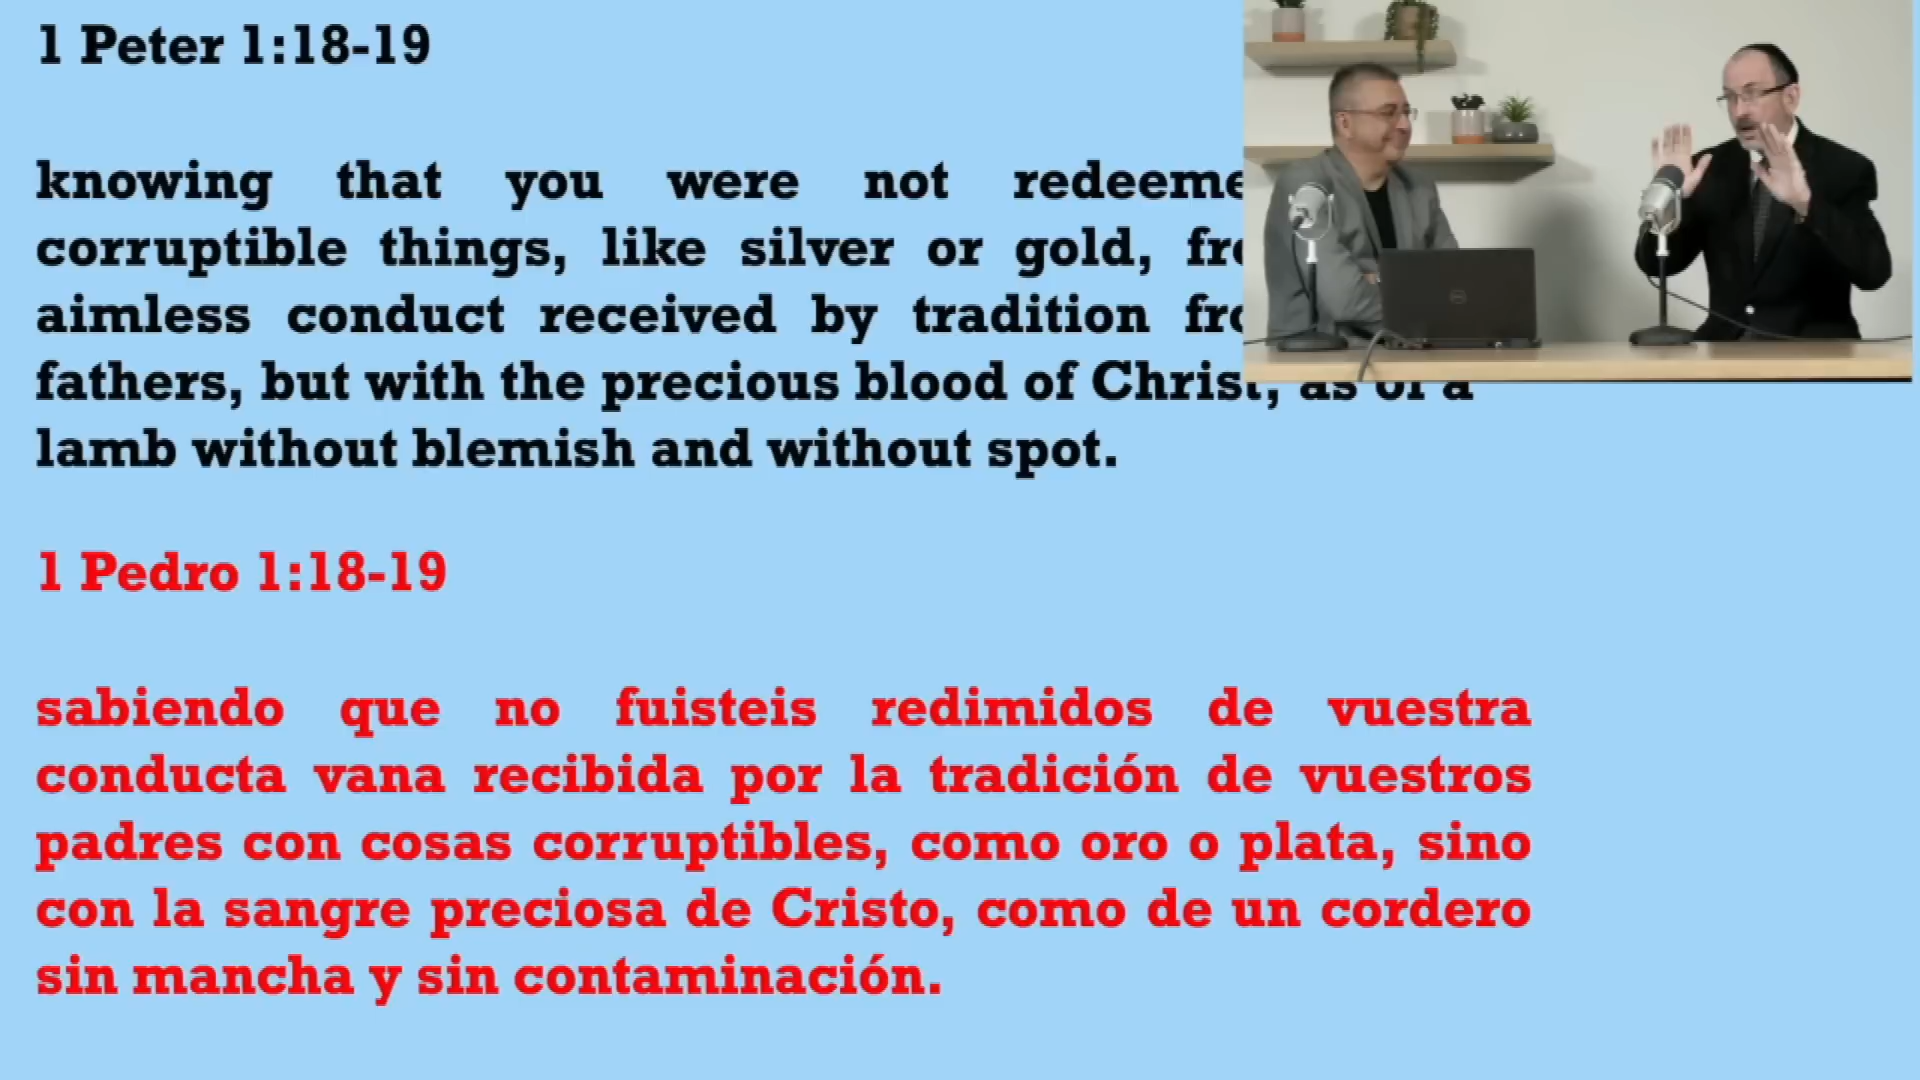 1 Peter 1:18-19
knowing that you were not redeeme
corruptible things, like silver or gold,
aimless conduct received by tradition
fathers, but with the precious blood of Christ, as of a
lamb without blemish and without spot.
1 Pedro 1:18-19
sabiendo que no fuisteis redimidos de vuestra
conducta vana recibida por la tradición de vuestros
padres con cosas corruptibles, como oro o plata, sino
con la sangre preciosa de Cristo, como de un cordero
sin mancha y sin contaminación.